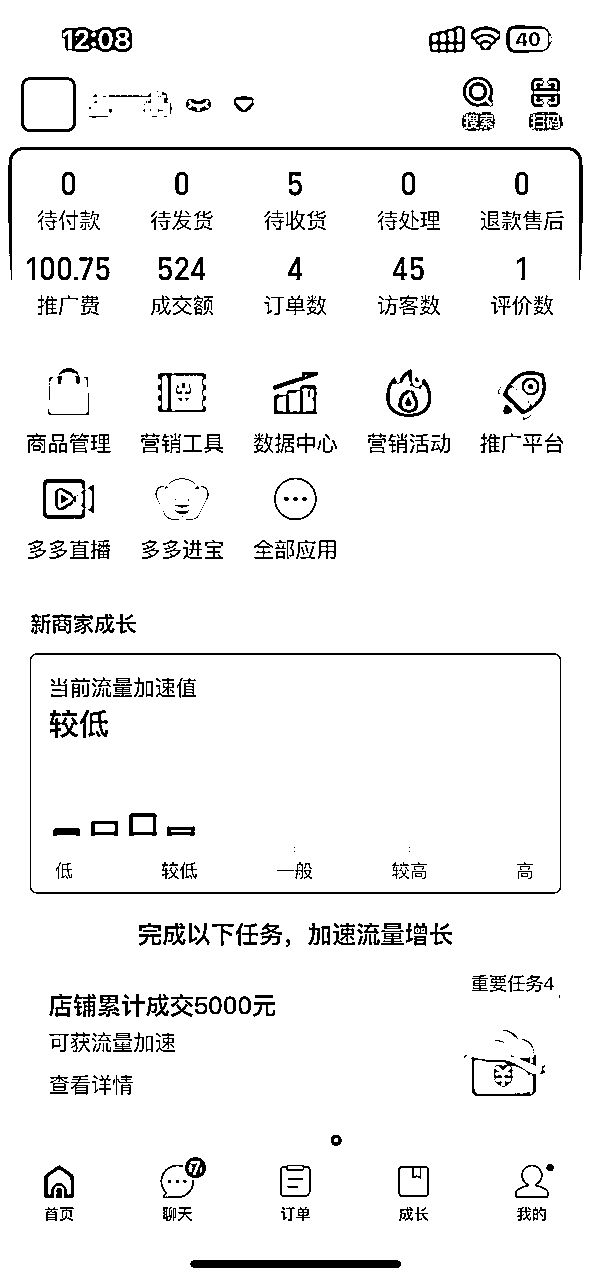 12:08 40
搜索 扫码
0 0 5 0 0
待付款 待发货 待收货 待处理 退款售后
100.75 524 4 45 1
推广费 成交额 订单数 访客数 评价数
商品管理 营销工具 数据中心 营销活动 推广平台
多多直播 多多进宝 全部应用
新商家成长
当前流量加速值
较低
低 较低 一般 较高 高
完成以下任务，加速流量增长
重要任务4
店铺累计成交5000元
可获流量加速
查看详情
7
首页 聊天 订单 成长 我的